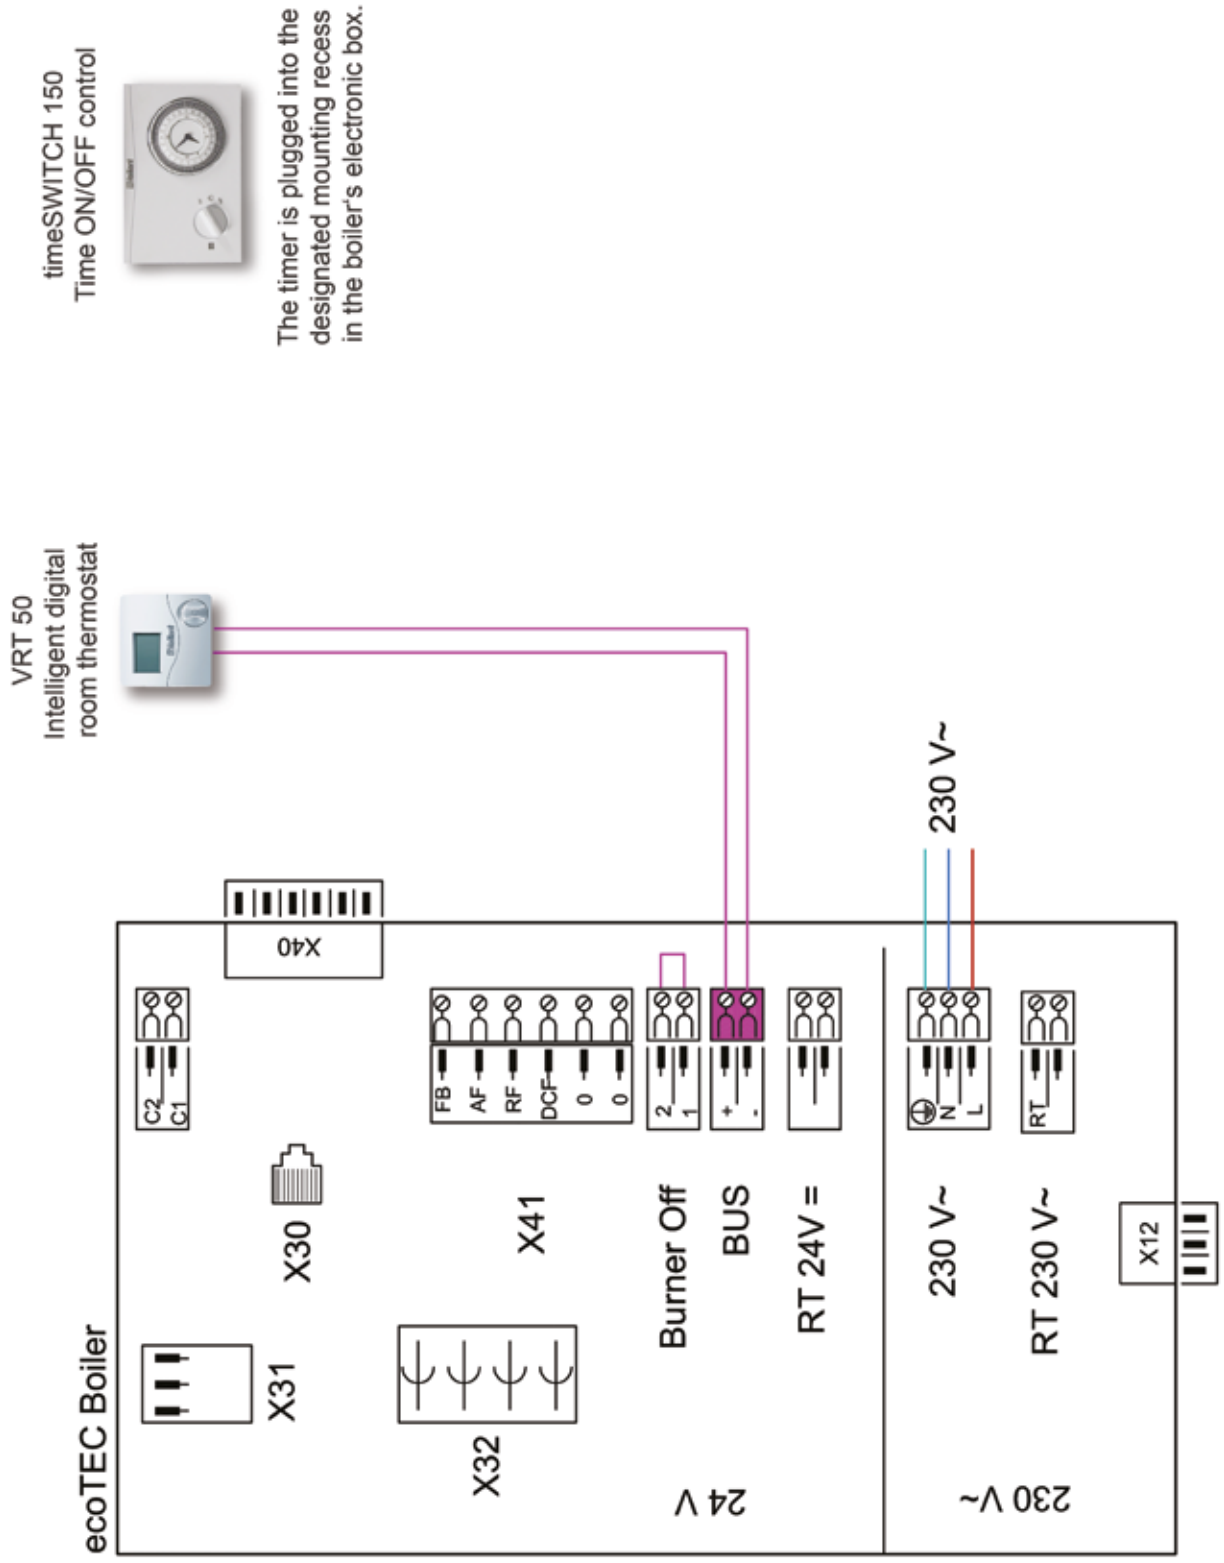 ecoTEC Boiler
VRT 50
Intelligent digital
room thermostat
timeSWITCH 150
Time ON/OFF control
The timer is plugged into the
designated mounting recess
in the boiler's electronic box.
X31
X30
C2
C1
X40
X32
X41
FB
AF
RF
DCF
0
0
Burner Off
2
1
BUS
+
-
RT 24V =
24 V
230 V~
230 V~
N
L
230 V~
RT 230 V~
RT
X12